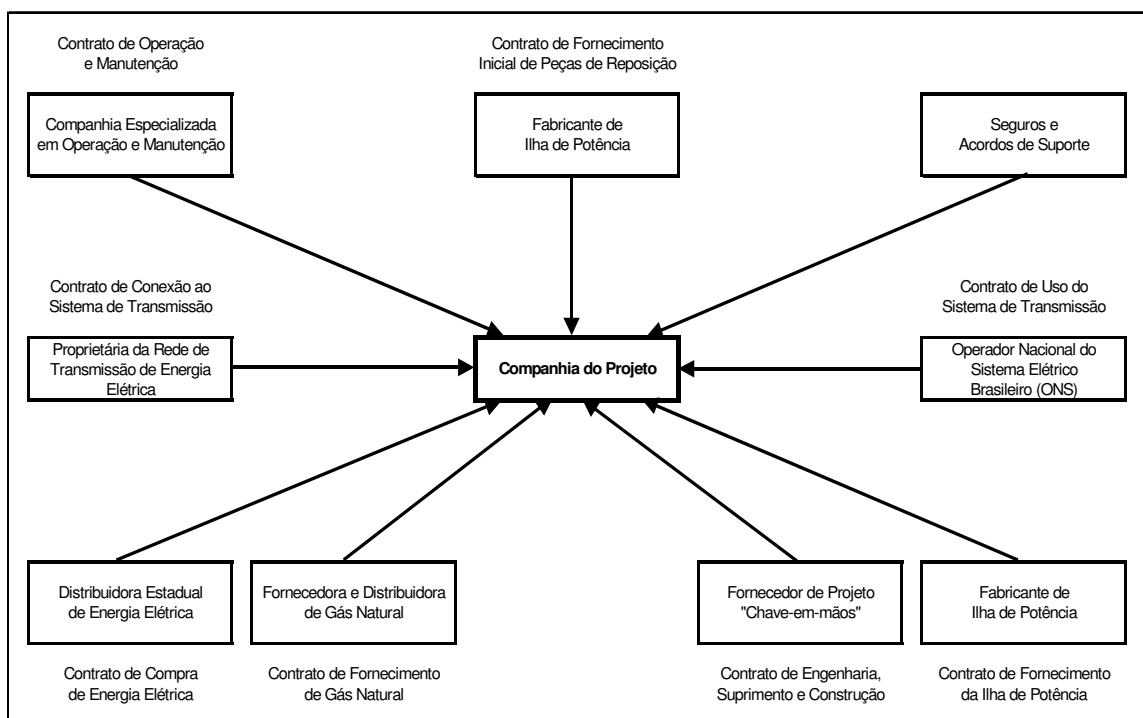 Contrato de Operação
e Manutenção
Contrato de Fornecimento
Inicial de Peças de Reposição
Companhia Especializada
em Operação e Manutenção
Fabricante de
Ilha de Potência
Seguros e
Acordos de Suporte
Contrato de Conexão ao
Sistema de Transmissão
Contrato de Uso do
Sistema de Transmissão
Proprietária da Rede de
Transmissão de Energia
Elétrica
Companhia do Projeto
Operador Nacional do
Sistema Elétrico
Brasileiro (ONS)
Distribuidora Estadual
de Energia Elétrica
Fornecedora e Distribuidora
de Gás Natural
Fornecedor de Projeto
"Chave-em-mãos"
Fabricante de
Ilha de Potência
Contrato de Compra
de Energia Elétrica
Contrato de Fornecimento
de Gás Natural
Contrato de Engenharia,
Suprimento e Construção
Contrato de Fornecimento
da Ilha de Potência